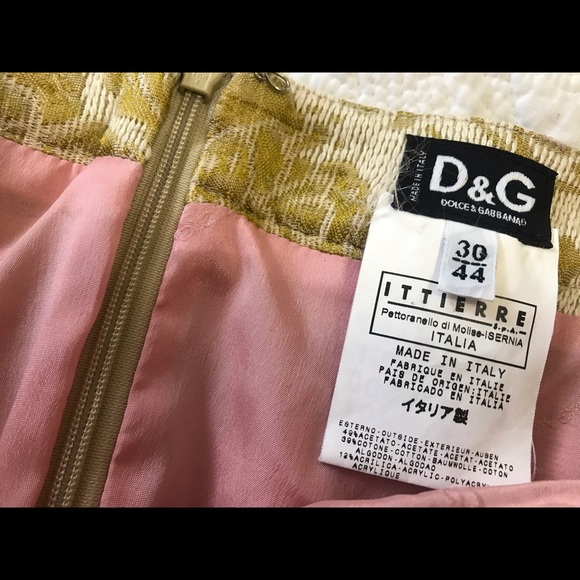 MADE IN ITALY
D&G
DOLCE & GABBANA
30
44
ITTIERRE
S.p.A.
Pettoranello di Molise-ISERNIA
ITALIA
MADE IN ITALY
FABRIQUE EN ITALIE
PAIS DE ORIGEN:ITALIE
FABRICADO EN ITALIA
イタリア製
ESTERNO-OUTSIDE-EXTERIEUR-AUßEN
49%ACETATO-ACETATE-ACETAT-ACETATO
39%COTONE-COTTON-BAUMWOLLE-COTON
ALGODON-ALGODAO
12%ACRILICA-ACRYLIC-POLYACRYL
ACRYLIQUE